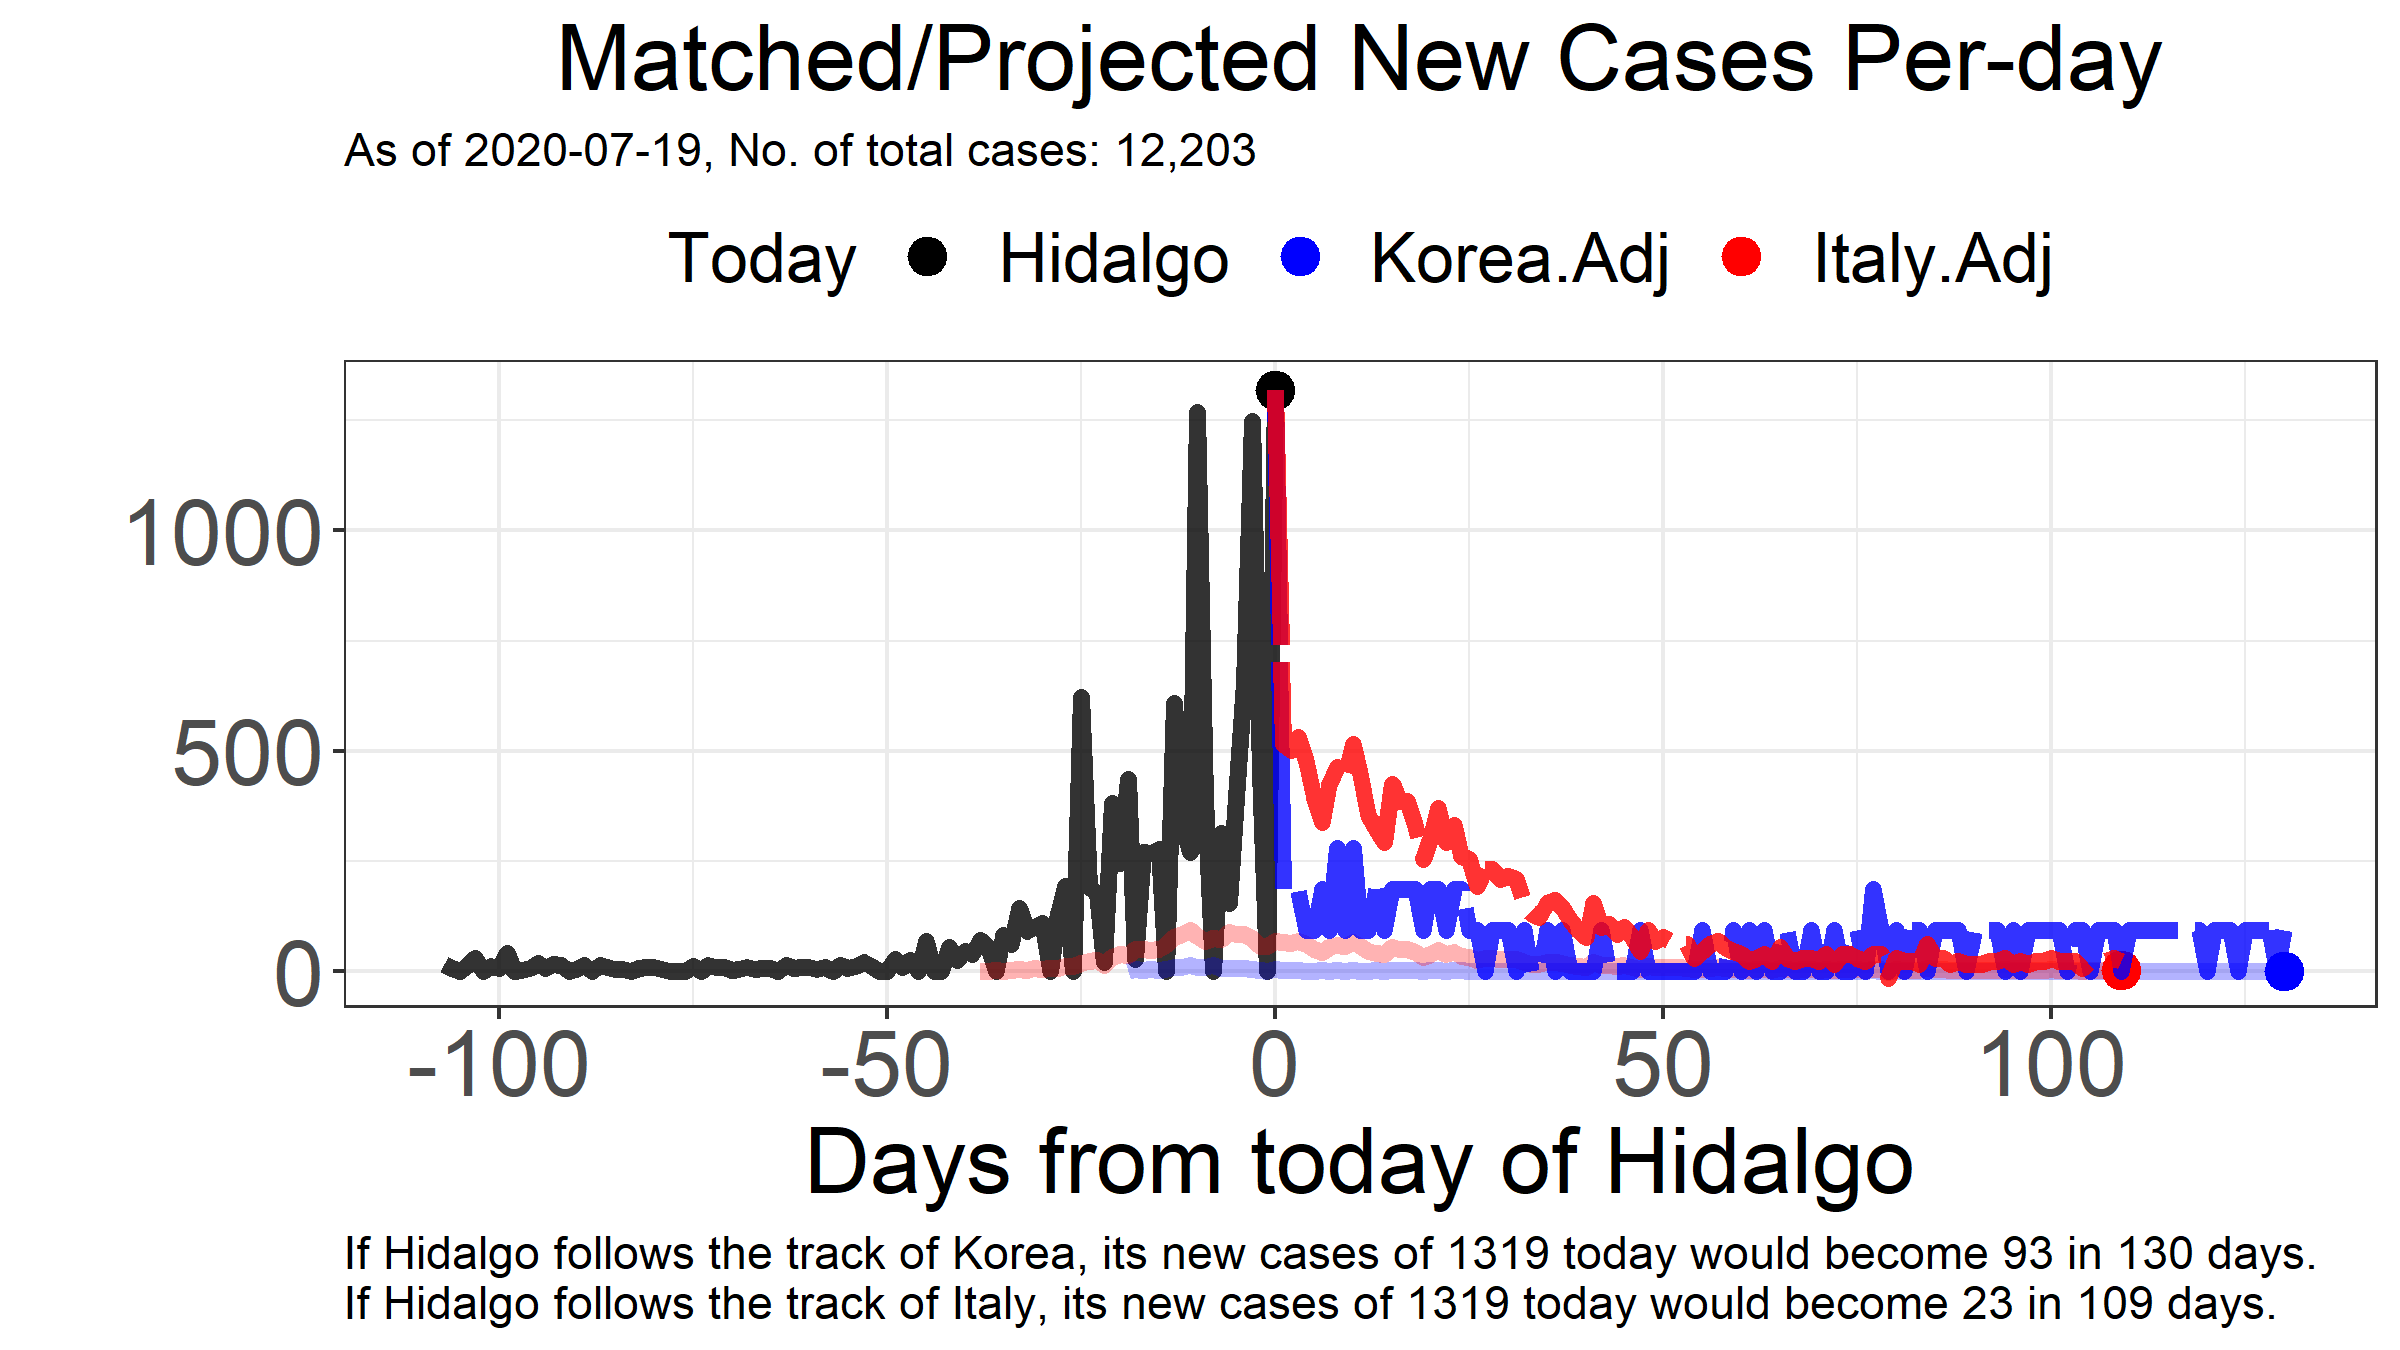 Matched/Projected New Cases Per-day
As of 2020-07-19, No. of total cases: 12,203
Today Hidalgo Korea.Adj Italy.Adj
1000
500
0
-100 -50 0 50 100
Days from today of Hidalgo
If Hidalgo follows the track of Korea, its new cases of 1319 today would become 93 in 130 days.
If Hidalgo follows the track of Italy, its new cases of 1319 today would become 23 in 109 days.